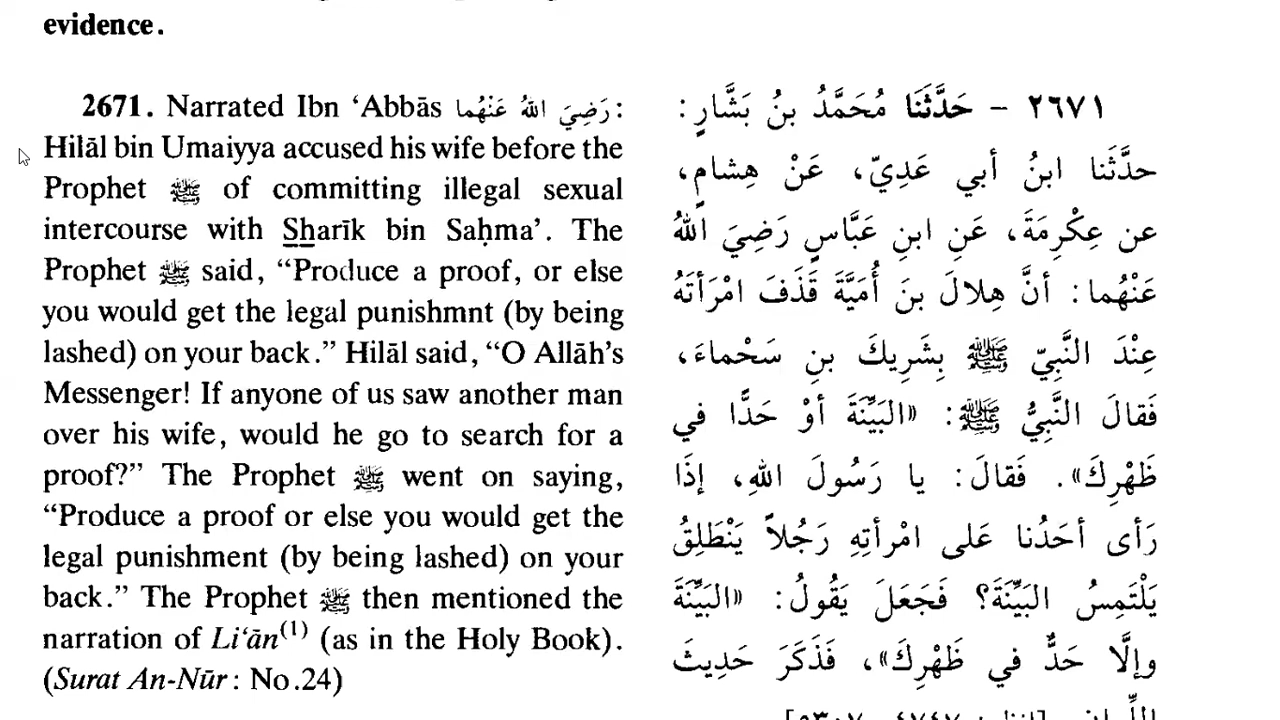 evidence.
2671. Narrated Ibn ‘Abbās رَضِيَ اللهُ عَنْهُما:
Hilāl bin Umaiyya accused his wife before the
Prophet ﷺ of committing illegal sexual
intercourse with Sharīk bin Saḥma’. The
Prophet ﷺ said, “Produce a proof, or else
you would get the legal punishmnt (by being
lashed) on your back.” Hilāl said, “O Allāh’s
Messenger! If anyone of us saw another man
over his wife, would he go to search for a
proof?” The Prophet ﷺ went on saying,
“Produce a proof or else you would get the
legal punishment (by being lashed) on your
back.” The Prophet ﷺ then mentioned the
narration of Li‘ān(1) (as in the Holy Book).
(Surat An-Nūr: No.24)
٢٦٧١ – حَدَّثَنَا مُحَمَّدُ بنُ بَشَّارٍ:
حدَّثَنا ابنُ أبي عَدِيّ، عَنْ هِشامٍ،
عن عِكْرِمَةَ، عَنِ ابنِ عَبَّاسٍ رَضِيَ اللهُ
عَنْهُما: أنَّ هِلالَ بنَ أُمَيَّةَ قَذَفَ امْرَأتَهُ
عِنْدَ النَّبِيّ ﷺ بِشَرِيكَ بنِ سَحْماءَ،
فَقالَ النَّبِيُّ ﷺ: «البَيِّنَةَ أوْ حَدًّا في
ظَهْرِكَ». فَقالَ: يا رَسُولَ اللهِ، إذَا
رَأى أحَدُنا عَلى امْرأتِهِ رَجُلاً يَنْطَلِقُ
يَلْتَمِسُ البَيِّنَةَ؟ فَجَعَلَ يَقُولُ: «البَيِّنَةَ
وإلَّا حَدٌّ في ظَهْرِكَ»، فَذَكَرَ حَدِيثَ